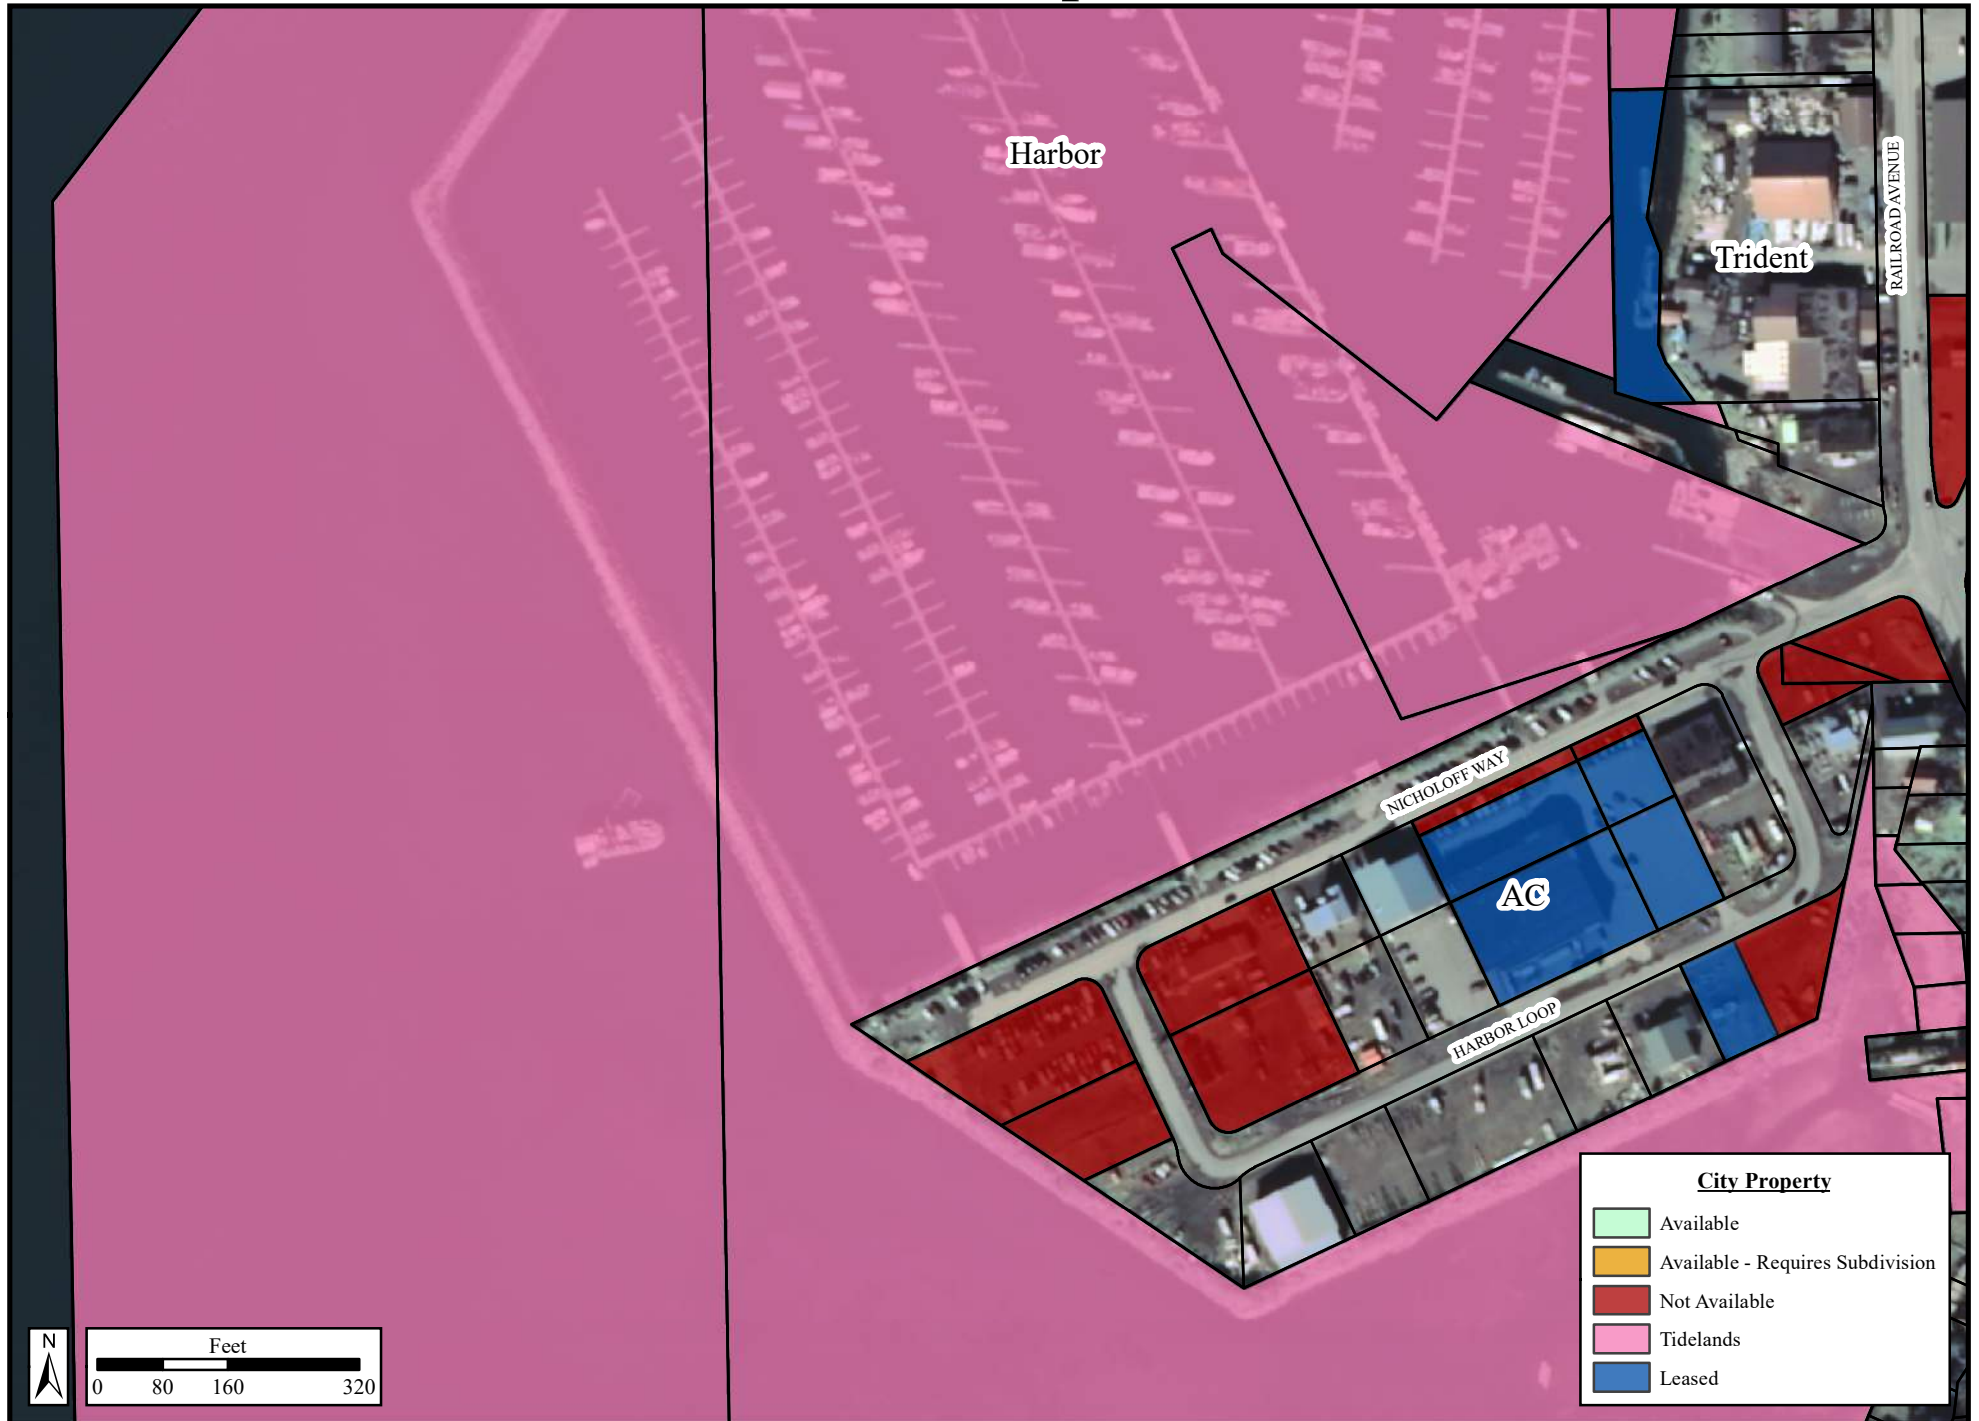 Harbor
Trident
RAILROAD AVENUE
NICHOLOFF WAY
AC
HARBOR LOOP
City Property
Available
Available - Requires Subdivision
Not Available
Tidelands
Leased
N
Feet
0 80 160 320